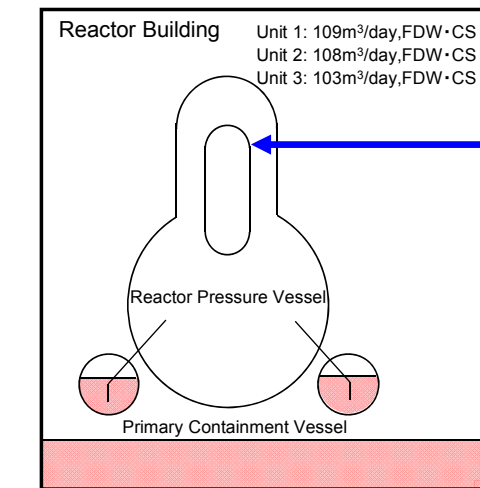 Reactor Building
Unit 1: 109m³/day,FDW・CS
Unit 2: 108m³/day,FDW・CS
Unit 3: 103m³/day,FDW・CS
Reactor Pressure Vessel
Primary Containment Vessel